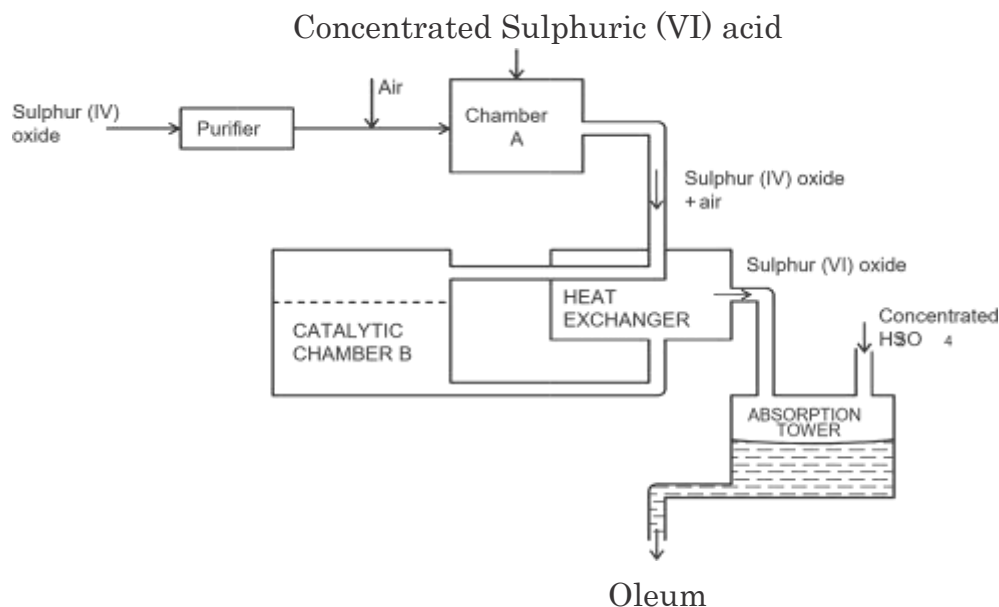 Concentrated Sulphuric (VI) acid
Air
Sulphur (IV)
oxide
Purifier
Chamber
A
Sulphur (IV) oxide
+ air
Sulphur (VI) oxide
HEAT
EXCHANGER
CATALYTIC
CHAMBER B
Concentrated
H2SO 4
ABSORPTION
TOWER
Oleum